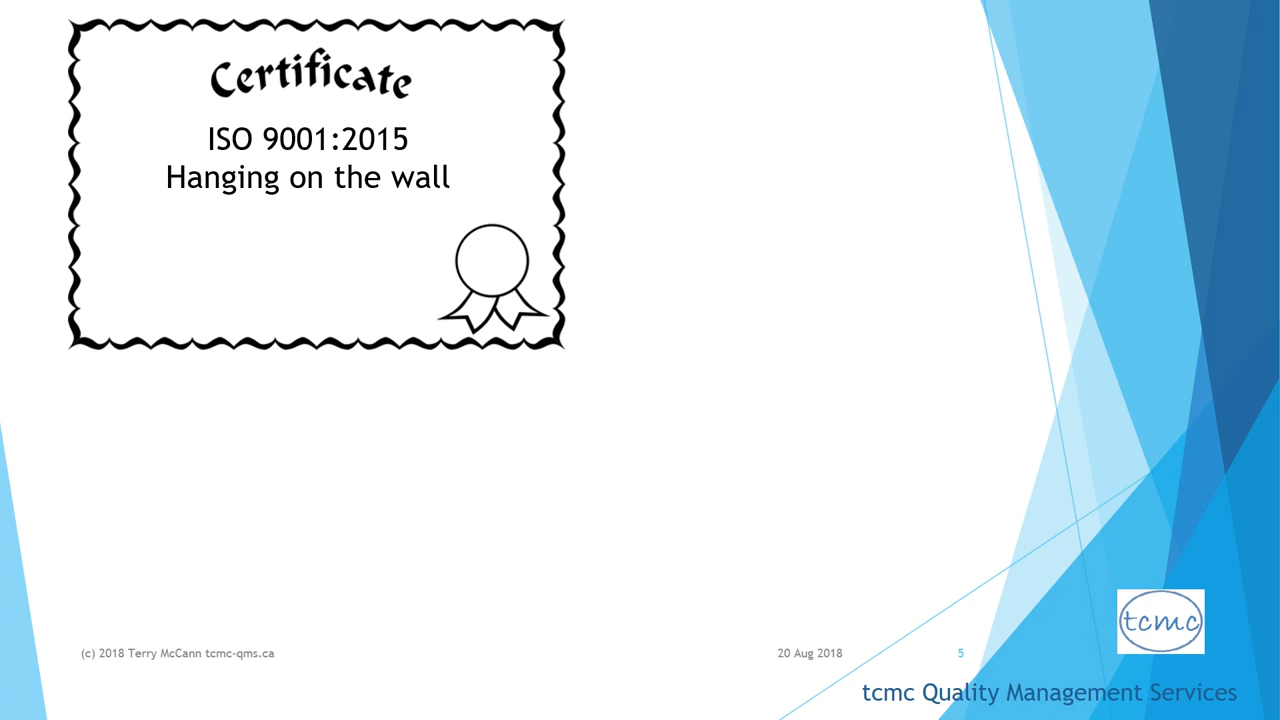 Certificate
ISO 9001:2015
Hanging on the wall
tcmc
(c) 2018 Terry McCann tcmc-qms.ca
20 Aug 2018
5
tcmc Quality Management Services